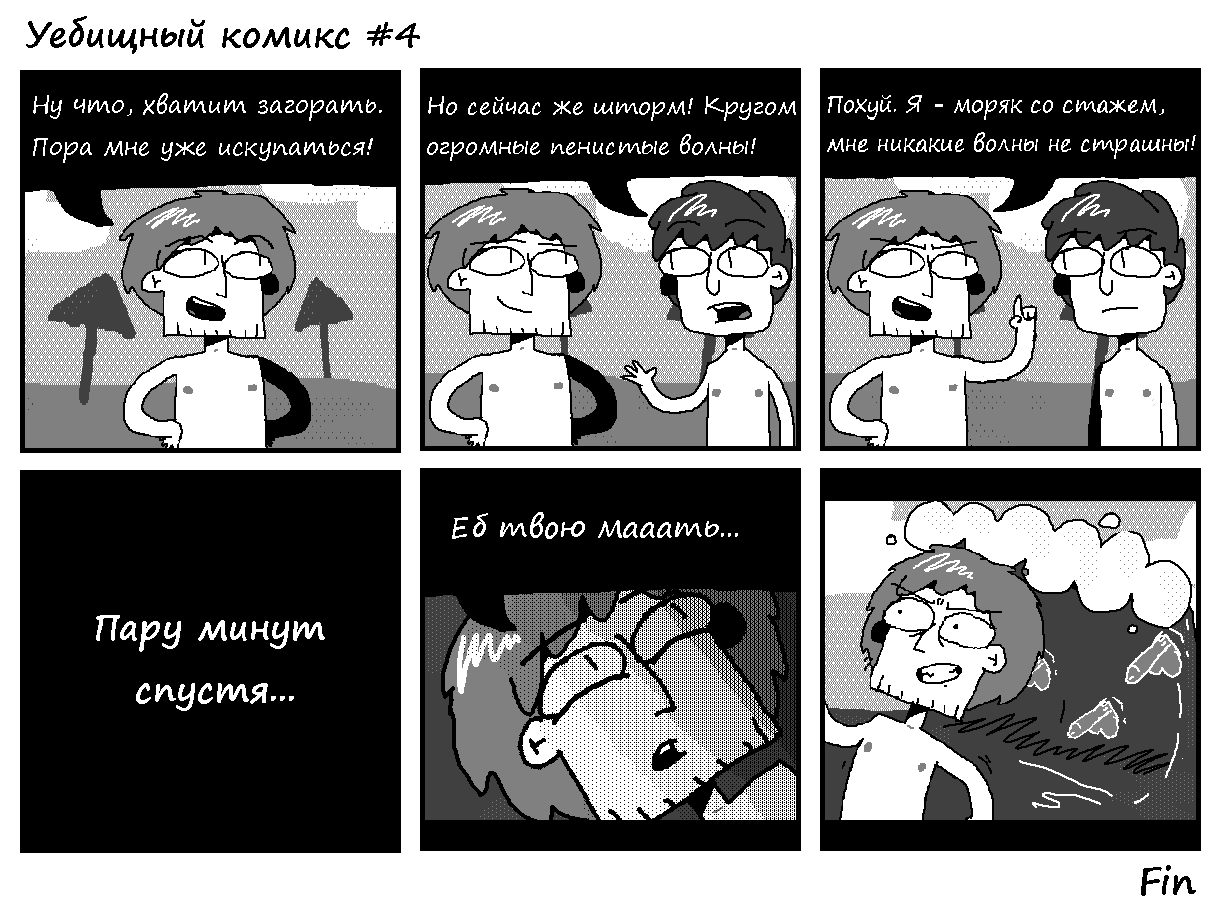 Уебищный комикс #4
Ну что, хватит загорать.
Пора мне уже искупаться!
Но сейчас же шторм! Кругом
огромные пенистые волны!
Похуй. Я - моряк со стажем,
мне никакие волны не страшны!
Пару минут
спустя...
Еб твою мааать...
Fin